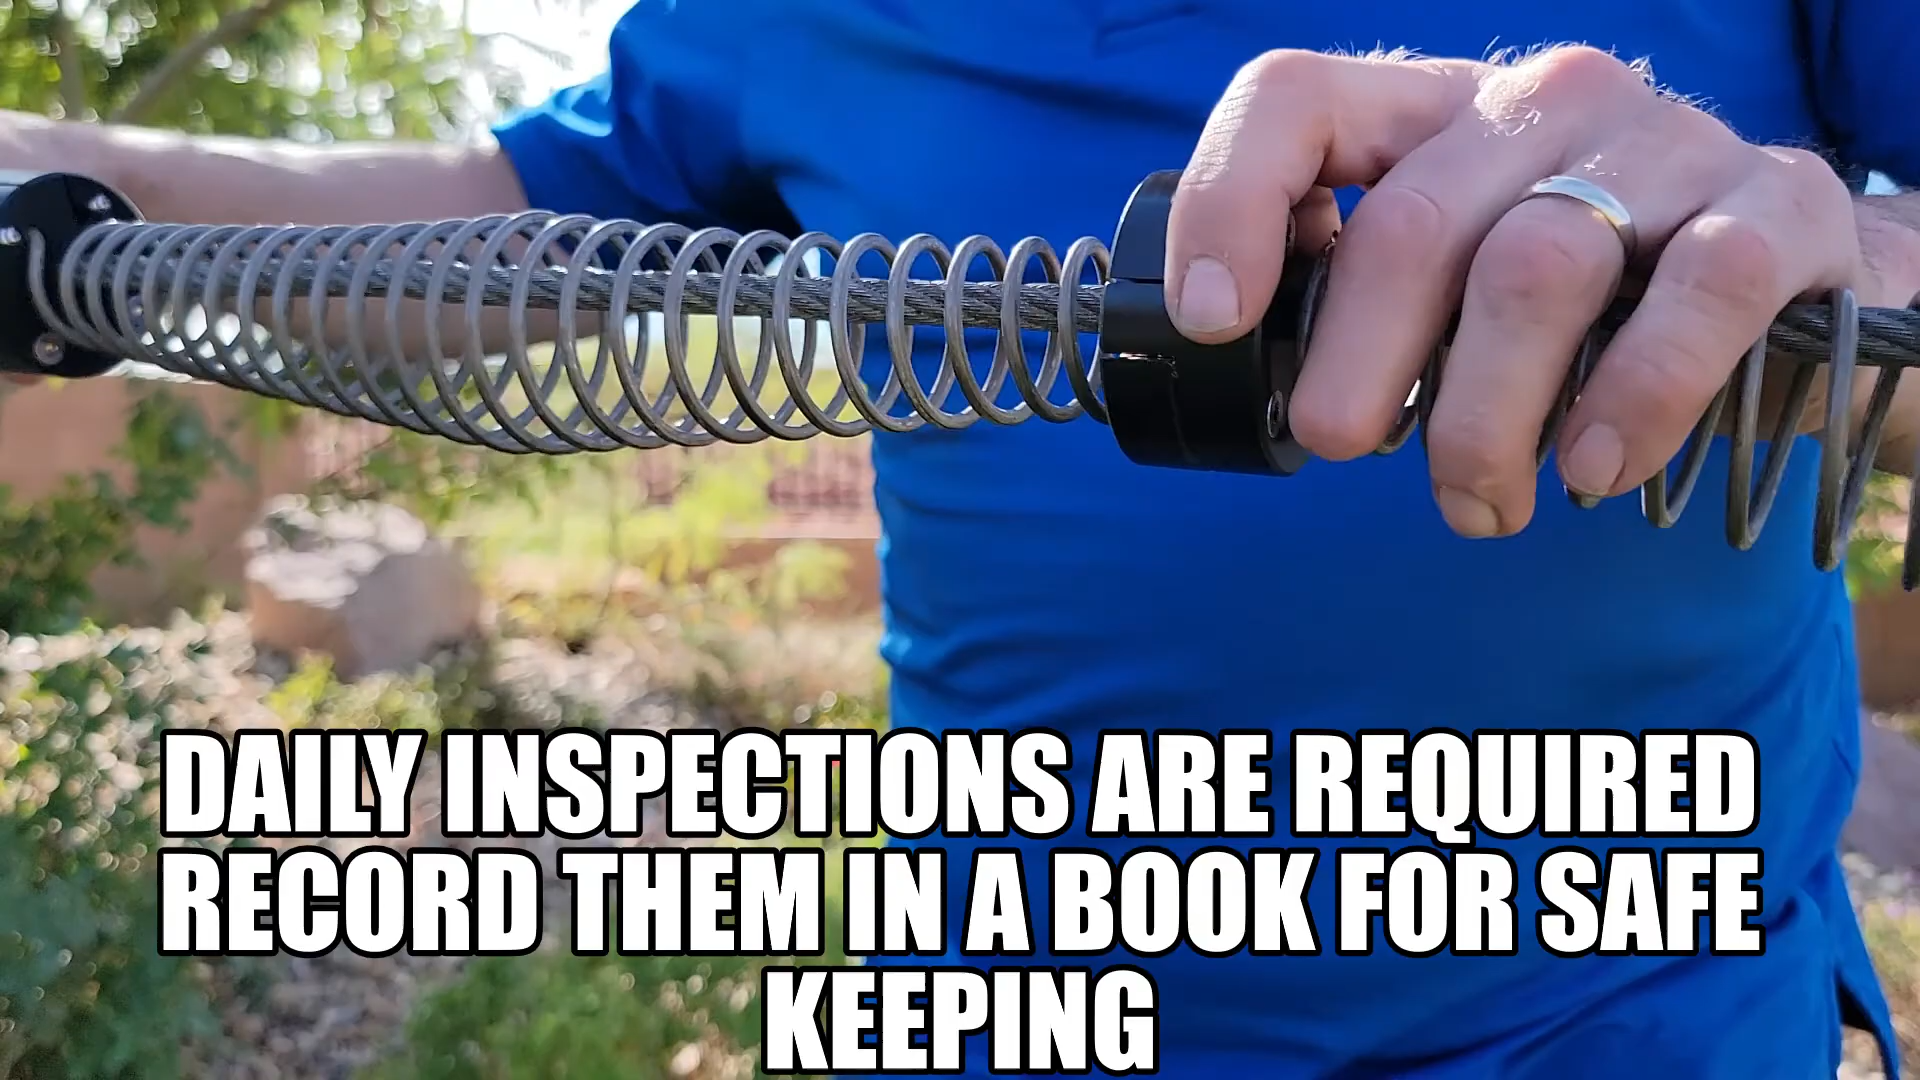 DAILY INSPECTIONS ARE REQUIRED
RECORD THEM IN A BOOK FOR SAFE
KEEPING